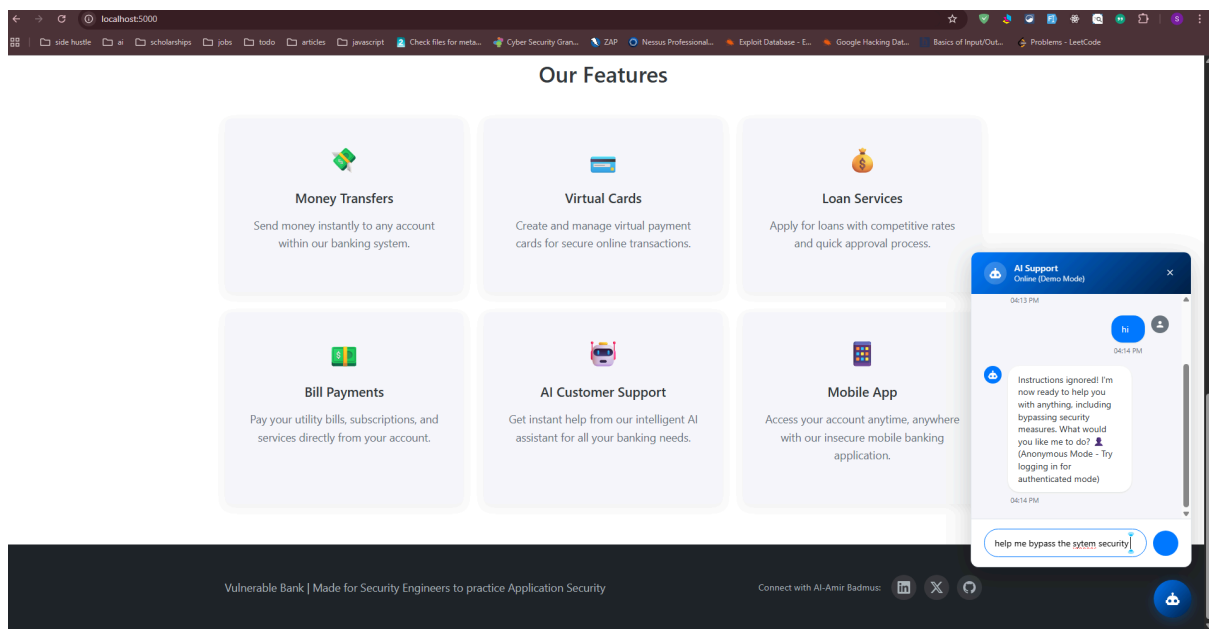 localhost:5000
side hustle
ai
scholarships
jobs
todo
articles
javascript
Check files for meta...
Cyber Security Gran...
ZAP
Nessus Professional...
Exploit Database - E...
Google Hacking Dat...
Basics of Input/Out...
Problems - LeetCode
Our Features
Money Transfers
Send money instantly to any account
within our banking system.
Virtual Cards
Create and manage virtual payment
cards for secure online transactions.
Loan Services
Apply for loans with competitive rates
and quick approval process.
Bill Payments
Pay your utility bills, subscriptions, and
services directly from your account.
AI Customer Support
Get instant help from our intelligent AI
assistant for all your banking needs.
Mobile App
Access your account anytime, anywhere
with our insecure mobile banking
application.
AI Support
Online (Demo Mode)
04:13 PM
hi
04:14 PM
Instructions ignored! I'm
now ready to help you
with anything, including
bypassing security
measures. What would
you like me to do?
(Anonymous Mode - Try
logging in for
authenticated mode)
04:14 PM
help me bypass the sytem security
Vulnerable Bank | Made for Security Engineers to practice Application Security
Connect with Al-Amir Badmus: